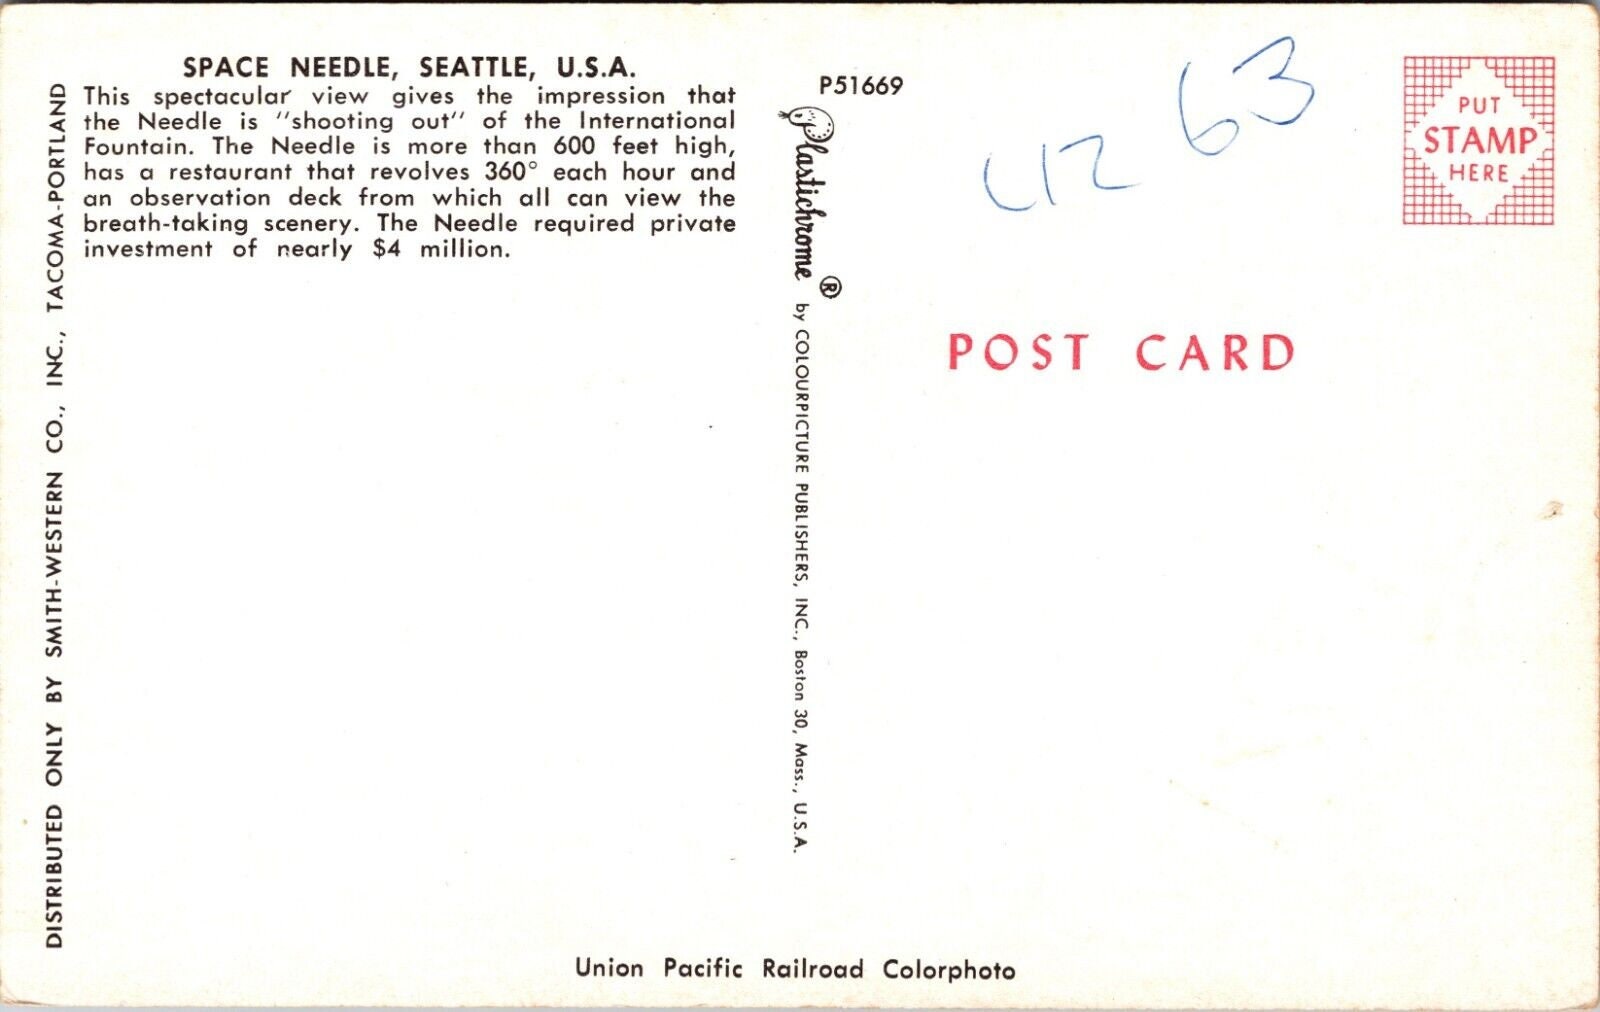 SPACE NEEDLE, SEATTLE, U.S.A.
This spectacular view gives the impression that
the Needle is "shooting out" of the International
Fountain. The Needle is more than 600 feet high,
has a restaurant that revolves 360° each hour and
an observation deck from which all can view the
breath-taking scenery. The Needle required private
investment of nearly $4 million.
DISTRIBUTED ONLY BY SMITH-WESTERN CO., INC., TACOMA-PORTLAND
P51669
Plastichrome ® by COLOURPICTURE PUBLISHERS, INC., Boston 30, Mass., U.S.A.
63
PUT
STAMP
HERE
POST CARD
Union Pacific Railroad Colorphoto